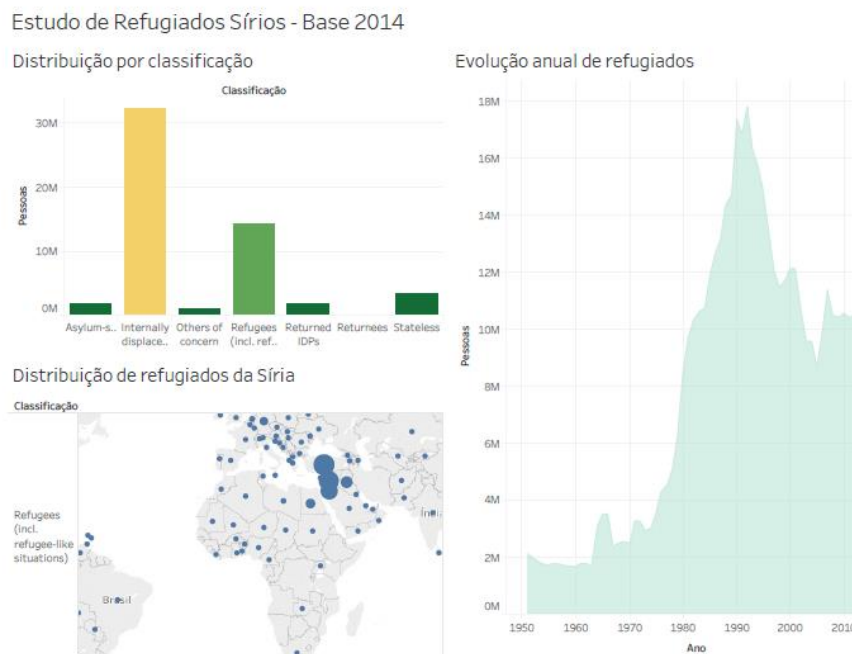 Estudo de Refugiados Sírios - Base 2014
Distribuição por classificação
Classificação
Pessoas
30M
20M
10M
0M
Asylum-s.. Internally displace.. Others of concern Refugees (incl. ref.. Returned IDPs Returnees Stateless
Distribuição de refugiados da Síria
Classificação
Refugees
(incl.
refugee-like
situations)
Brasil
Evolução anual de refugiados
Pessoas
18M
16M
14M
12M
10M
8M
6M
4M
2M
0M
1950 1960 1970 1980 1990 2000 2010
Ano